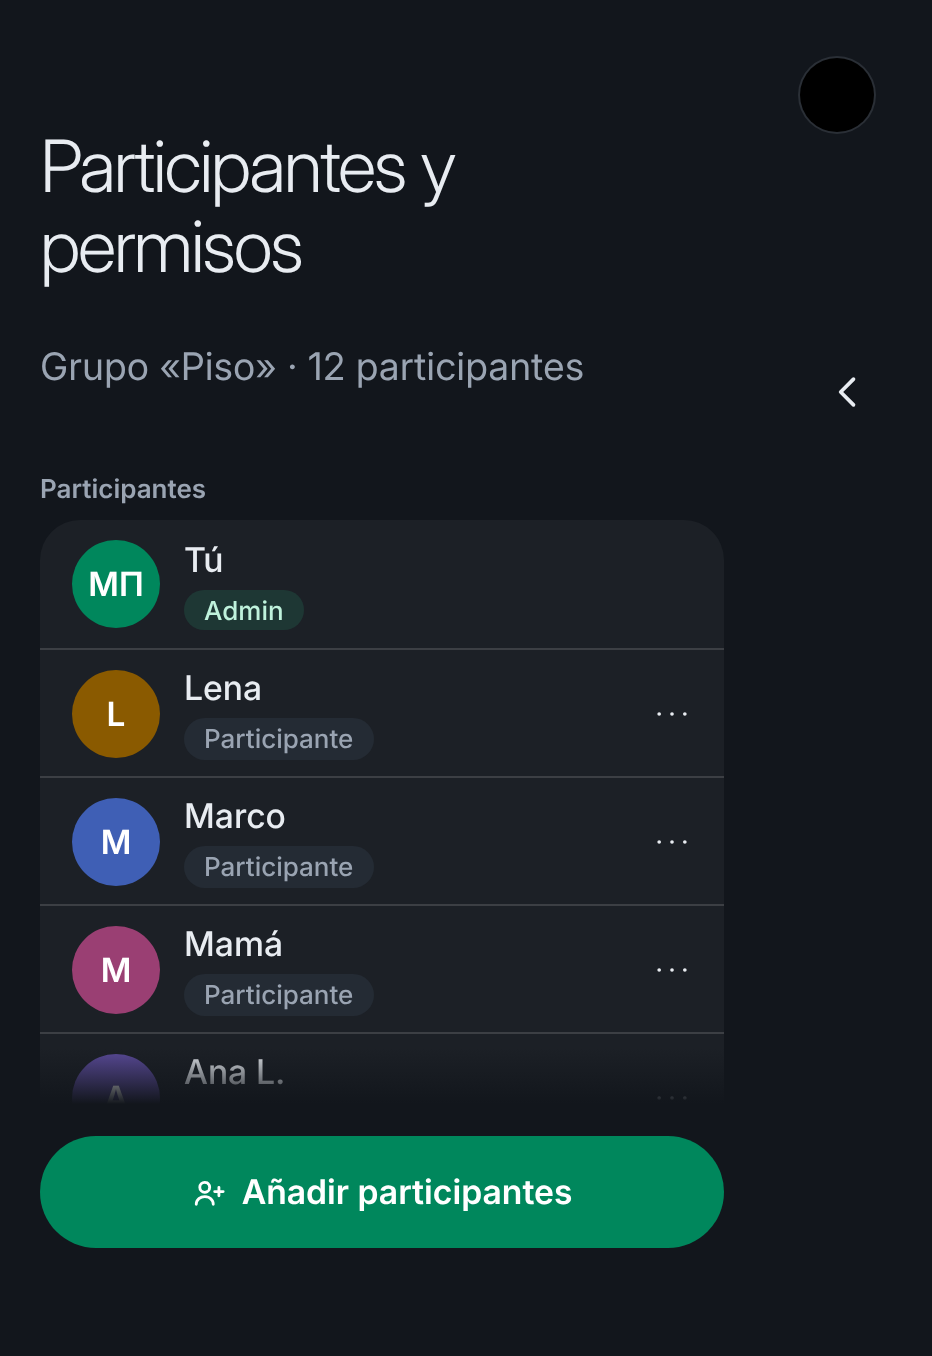 Participantes y
permisos
Grupo «Piso» · 12 participantes
Participantes
МП
Tú
Admin
L
Lena
Participante
M
Marco
Participante
M
Mamá
Participante
A
Ana L.
Añadir participantes